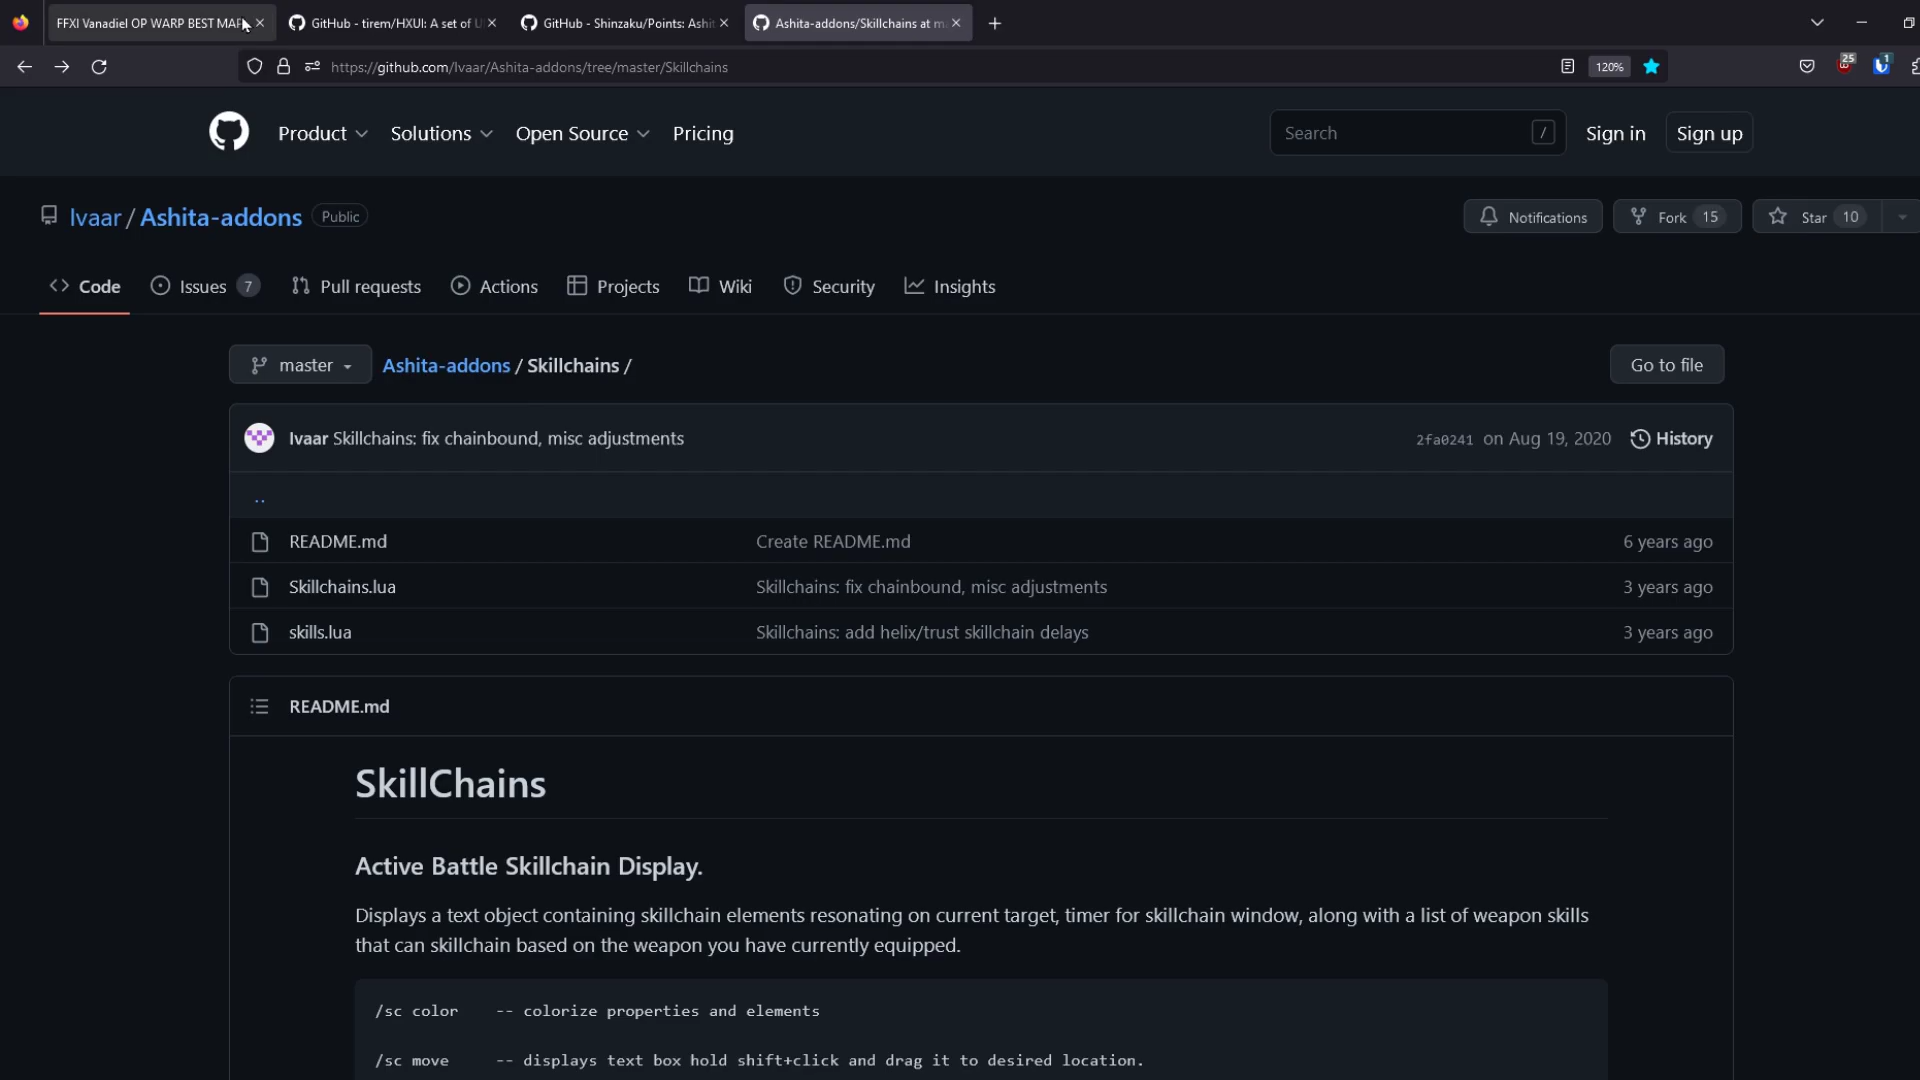 FFXI Vanadiel OP WARP BEST MAP
GitHub - tirem/HXUI: A set of U
GitHub - Shinzaku/Points: Ashit
Ashita-addons/Skillchains at m
https://github.com/Ivaar/Ashita-addons/tree/master/Skillchains
120%
25
1
Product
Solutions
Open Source
Pricing
Search
/
Sign in
Sign up
Ivaar / Ashita-addons
Public
Notifications
Fork 15
Star 10
Code
Issues 7
Pull requests
Actions
Projects
Wiki
Security
Insights
master
Ashita-addons / Skillchains /
Go to file
Ivaar Skillchains: fix chainbound, misc adjustments
2fa0241 on Aug 19, 2020
History
..
README.md Create README.md 6 years ago
Skillchains.lua Skillchains: fix chainbound, misc adjustments 3 years ago
skills.lua Skillchains: add helix/trust skillchain delays 3 years ago
README.md
SkillChains
Active Battle Skillchain Display.
Displays a text object containing skillchain elements resonating on current target, timer for skillchain window, along with a list of weapon skills
that can skillchain based on the weapon you have currently equipped.
/sc color -- colorize properties and elements
/sc move -- displays text box hold shift+click and drag it to desired location.